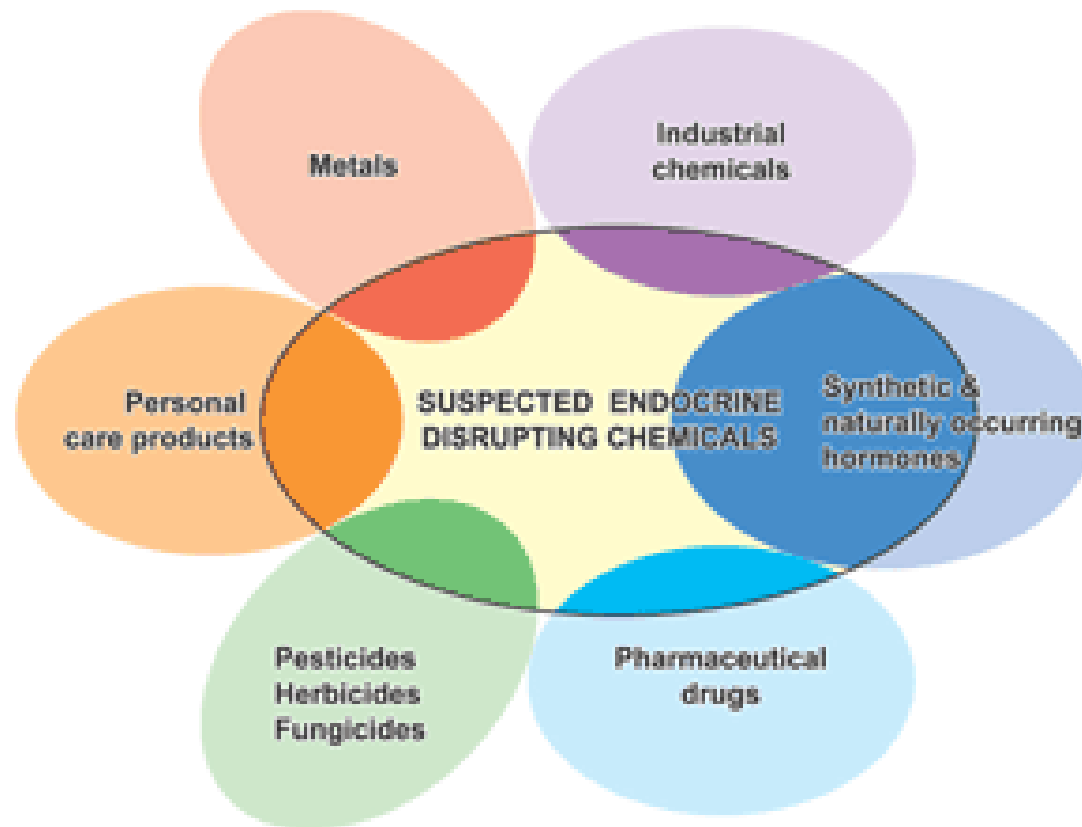 Metals
Industrial
chemicals
Personal
care products
SUSPECTED ENDOCRINE
DISRUPTING CHEMICALS
Synthetic &
naturally occurring
hormones
Pesticides
Herbicides
Fungicides
Pharmaceutical
drugs